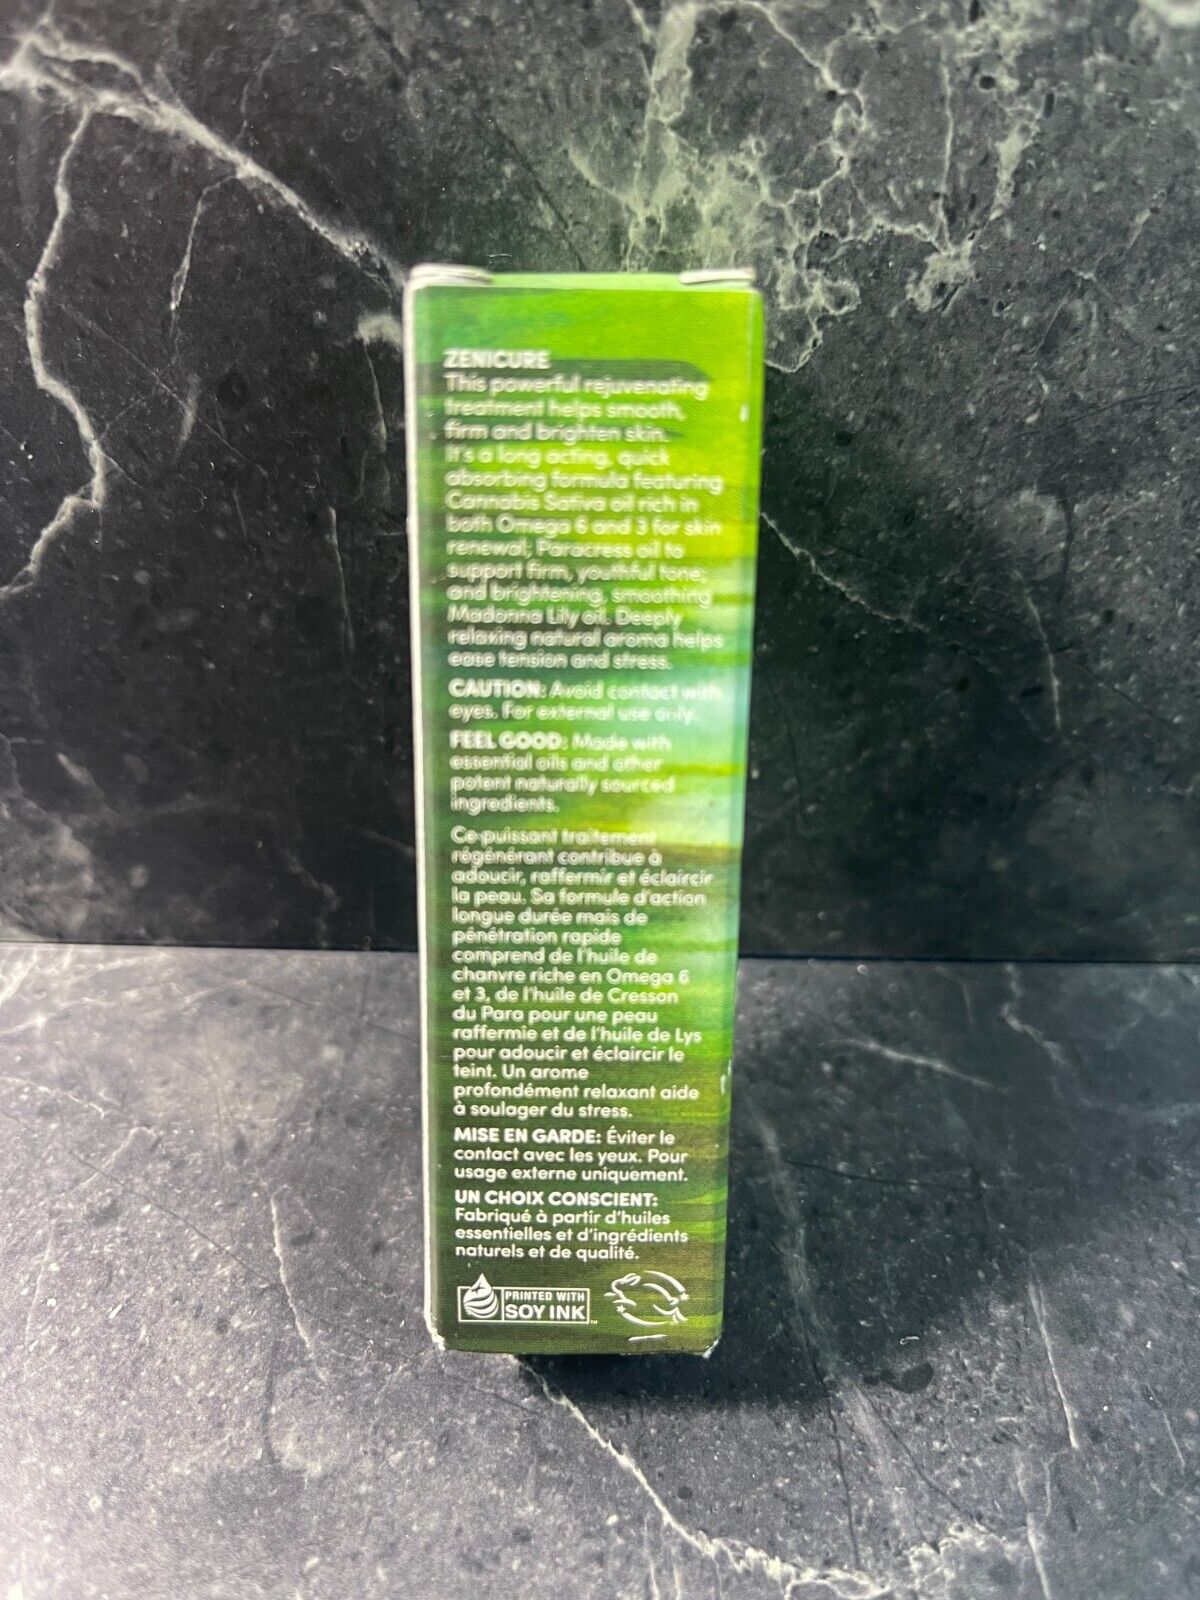 ZENICURE
This powerful rejuvenating
treatment helps smooth,
firm and brighten skin.
It's a long acting, quick
absorbing formula featuring
Cannabis Sativa oil rich in
both Omega 6 and 3 for skin
renewal; Paracress oil to
support firm, youthful tone;
and brightening, smoothing
Madonna Lily oil. Deeply
relaxing natural aroma helps
ease tension and stress.
CAUTION: Avoid contact with
eyes. For external use only.
FEEL GOOD: Made with
essential oils and other
potent naturally sourced
ingredients.
Ce puissant traitement
régénérant contribue à
adoucir, raffermir et éclaircir
la peau. Sa formule d'action
longue durée mais de
pénétration rapide
comprend de l'huile de
chanvre riche en Omega 6
et 3, de l'huile de Cresson
du Para pour une peau
raffermie et de l'huile de Lys
pour adoucir et éclaircir le
teint. Un arome
profondément relaxant aide
à soulager du stress.
MISE EN GARDE: Éviter le
contact avec les yeux. Pour
usage externe uniquement.
UN CHOIX CONSCIENT:
Fabriqué à partir d'huiles
essentielles et d'ingrédients
naturels et de qualité.
PRINTED WITH
SOY INK™